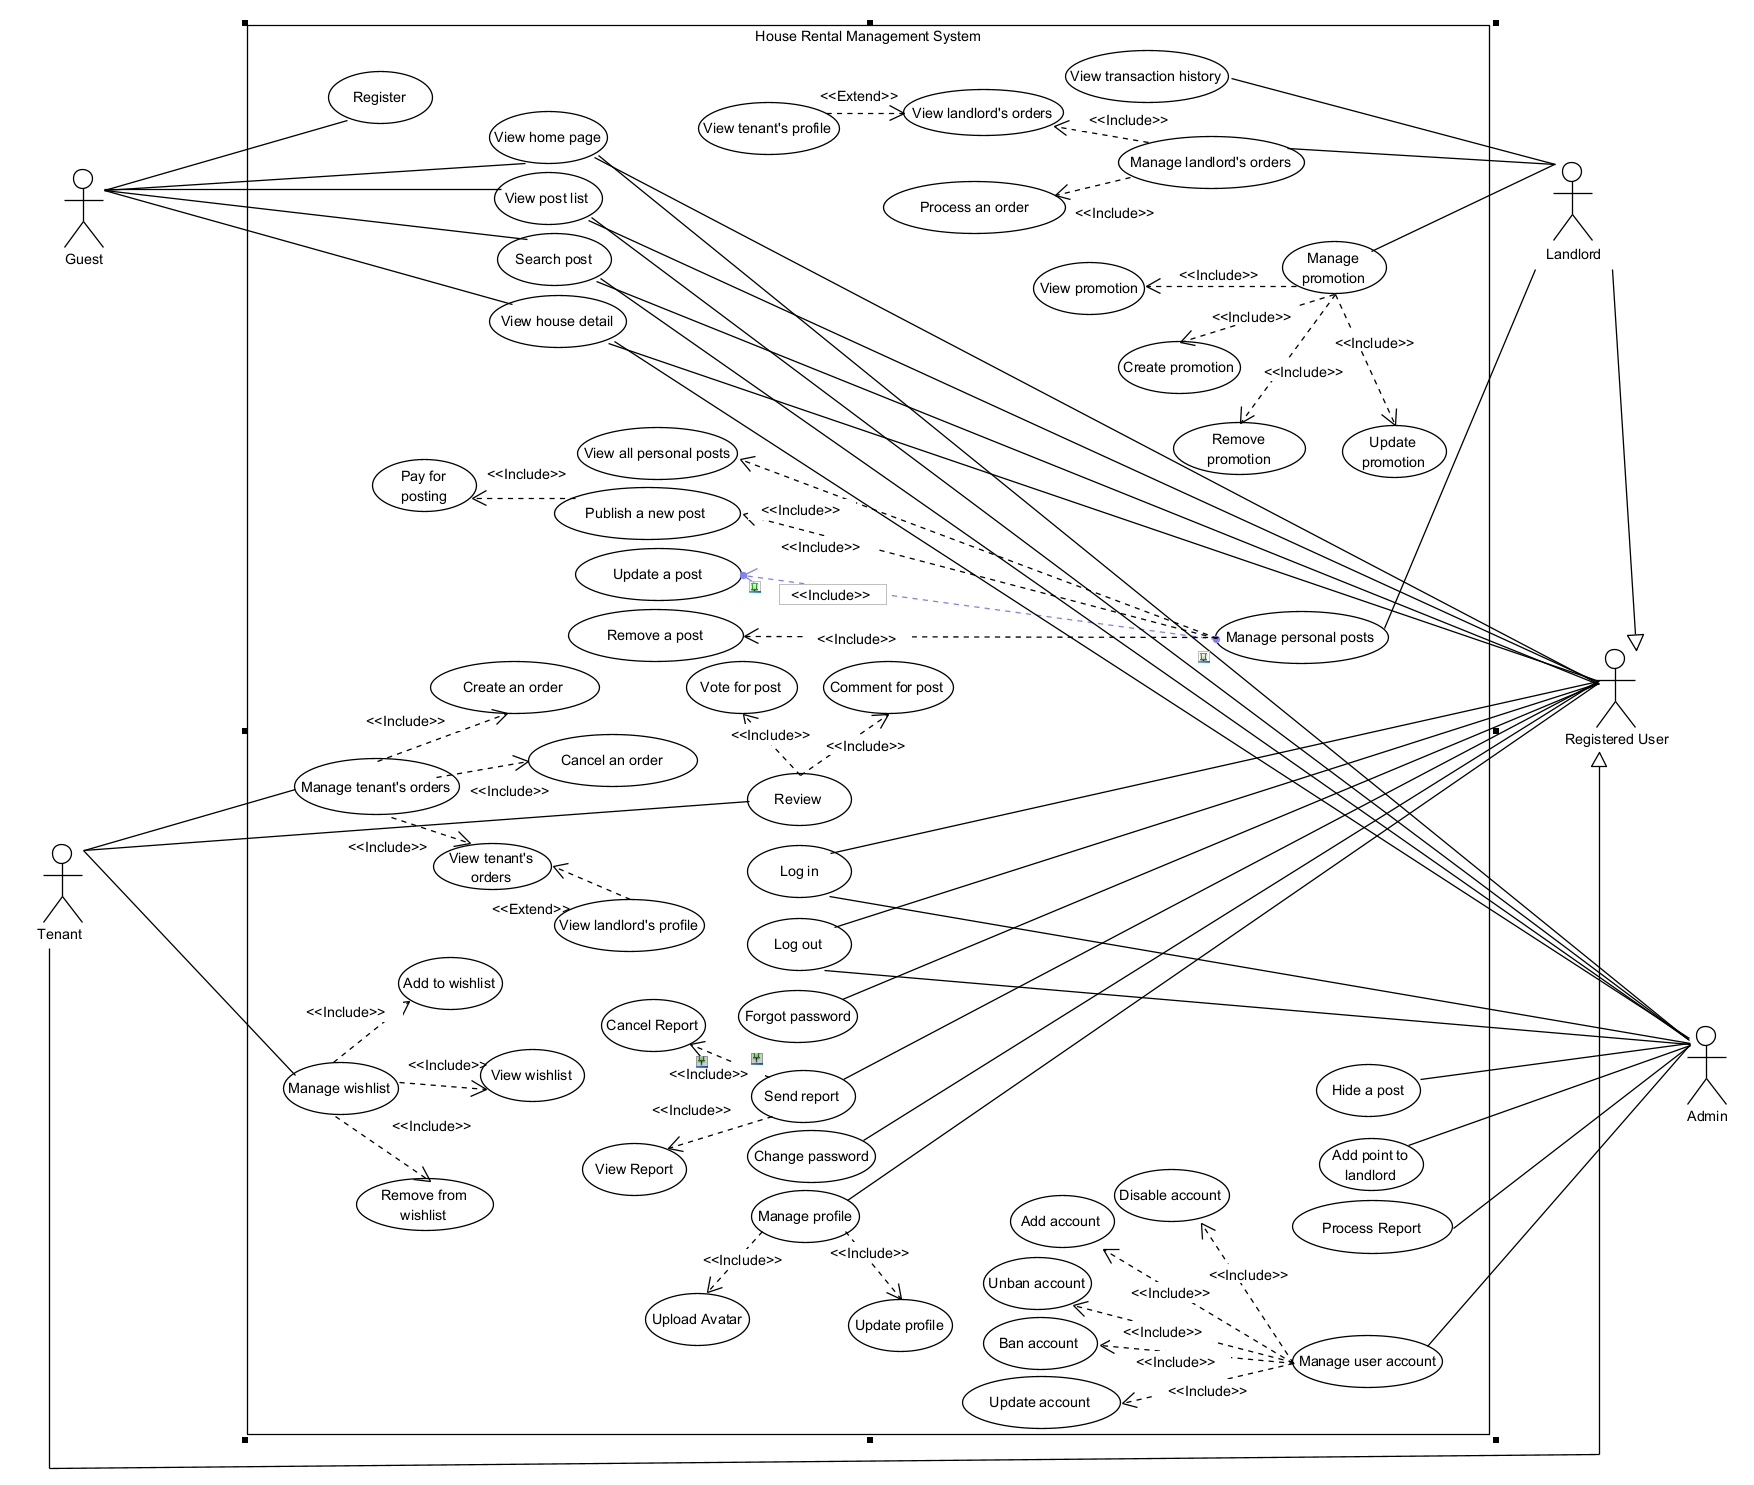 House Rental Management System
View transaction history
Register
<<Extend>>
View landlord's orders
<<Include>>
View tenant's profile
View home page
Manage landlord's orders
View post list
Process an order
<<Include>>
Guest
Landlord
Search post
Manage
promotion
<<Include>>
View promotion
View house detail
<<Include>>
<<Include>>
Create promotion
<<Include>>
Remove
promotion
Update
promotion
View all personal posts
Pay for
posting
<<Include>>
Publish a new post
<<Include>>
<<Include>>
Update a post
<<Include>>
Remove a post
<<Include>>
Manage personal posts
Create an order
Vote for post
Comment for post
<<Include>>
<<Include>>
<<Include>>
Registered User
Cancel an order
Manage tenant's orders
<<Include>>
Review
<<Include>>
View tenant's
orders
Log in
<<Extend>>
View landlord's profile
Tenant
Log out
Add to wishlist
<<Include>>
Forgot password
Cancel Report
<<Include>>
View wishlist
<<Include>>
Manage wishlist
Send report
Hide a post
Admin
<<Include>>
<<Include>>
Change password
View Report
Add point to
landlord
Remove from
wishlist
Disable account
Manage profile
Add account
Process Report
<<Include>>
<<Include>>
<<Include>>
Unban account
<<Include>>
Upload Avatar
Update profile
<<Include>>
Ban account
<<Include>>
Manage user account
<<Include>>
Update account